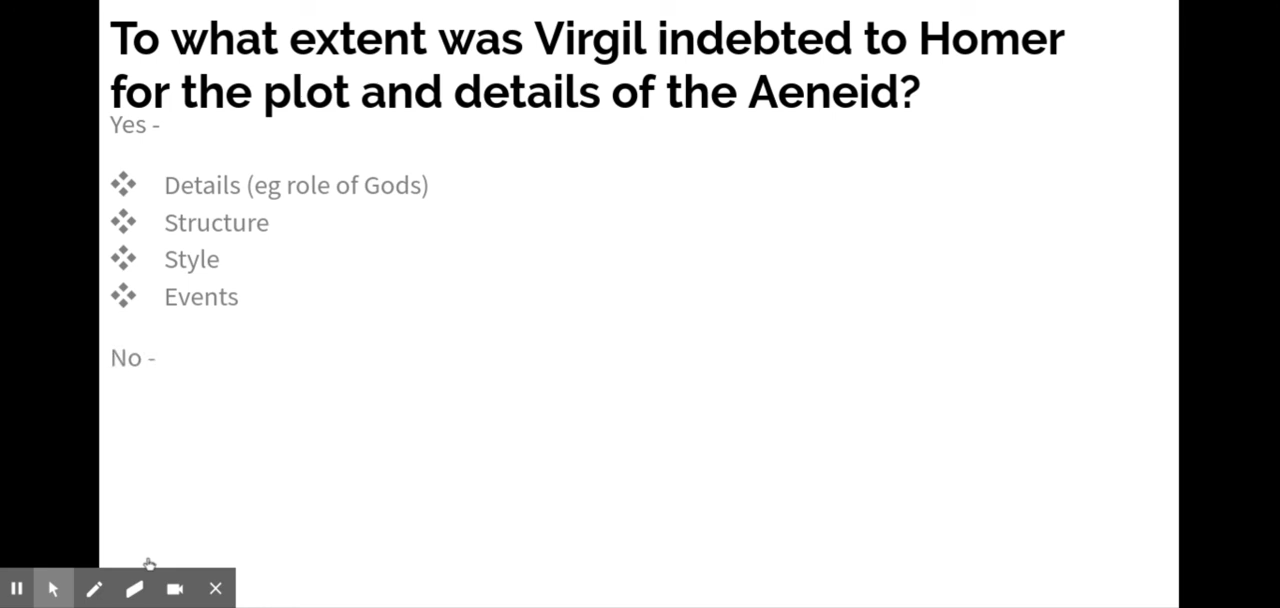 To what extent was Virgil indebted to Homer
for the plot and details of the Aeneid?
Yes -
Details (eg role of Gods)
Structure
Style
Events
No -